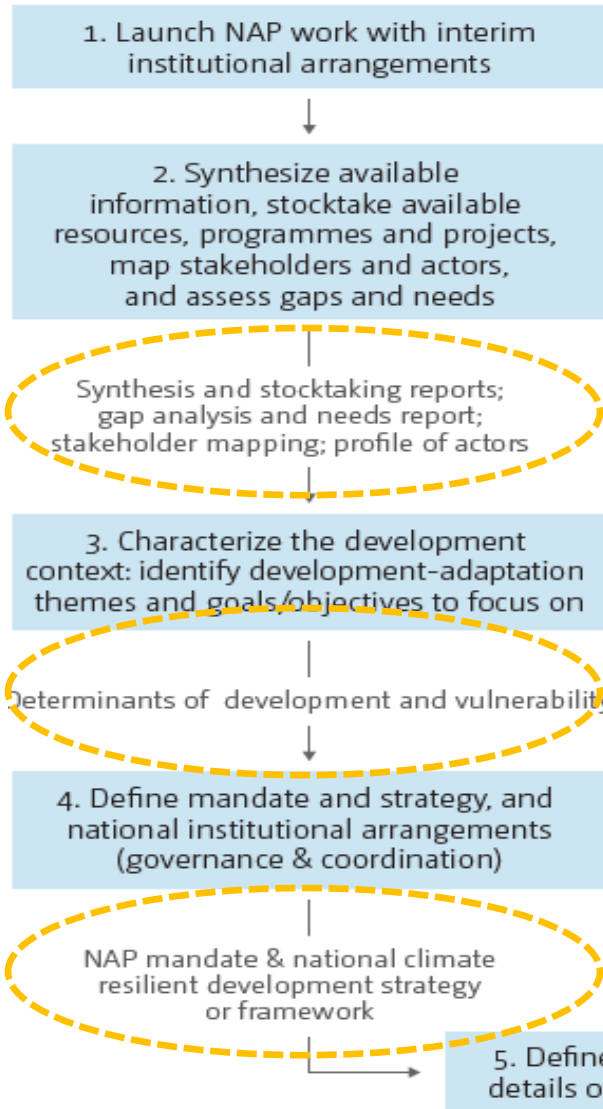 1. Launch NAP work with interim
institutional arrangements
2. Synthesize available
information, stocktake available
resources, programmes and projects,
map stakeholders and actors,
and assess gaps and needs
Synthesis and stocktaking reports;
gap analysis and needs report;
stakeholder mapping; profile of actors
3. Characterize the development
context: identify development-adaptation
themes and goals/objectives to focus on
Determinants of development and vulnerability
4. Define mandate and strategy, and
national institutional arrangements
(governance & coordination)
NAP mandate & national climate
resilient development strategy
or framework
5. Define
details o